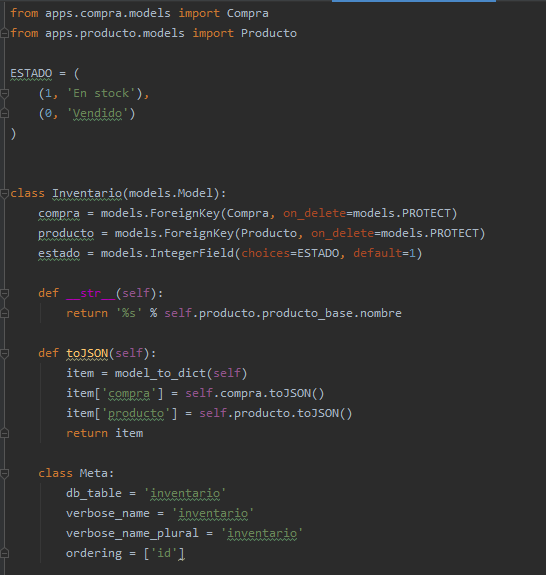 from apps.compra.models import Compra
from apps.producto.models import Producto
ESTADO = (
    (1, 'En stock'),
    (0, 'Vendido')
)
class Inventario(models.Model):
    compra = models.ForeignKey(Compra, on_delete=models.PROTECT)
    producto = models.ForeignKey(Producto, on_delete=models.PROTECT)
    estado = models.IntegerField(choices=ESTADO, default=1)
    def __str__(self):
        return '%s' % self.producto.producto_base.nombre
    def toJSON(self):
        item = model_to_dict(self)
        item['compra'] = self.compra.toJSON()
        item['producto'] = self.producto.toJSON()
        return item
    class Meta:
        db_table = 'inventario'
        verbose_name = 'inventario'
        verbose_name_plural = 'inventario'
        ordering = ['id']